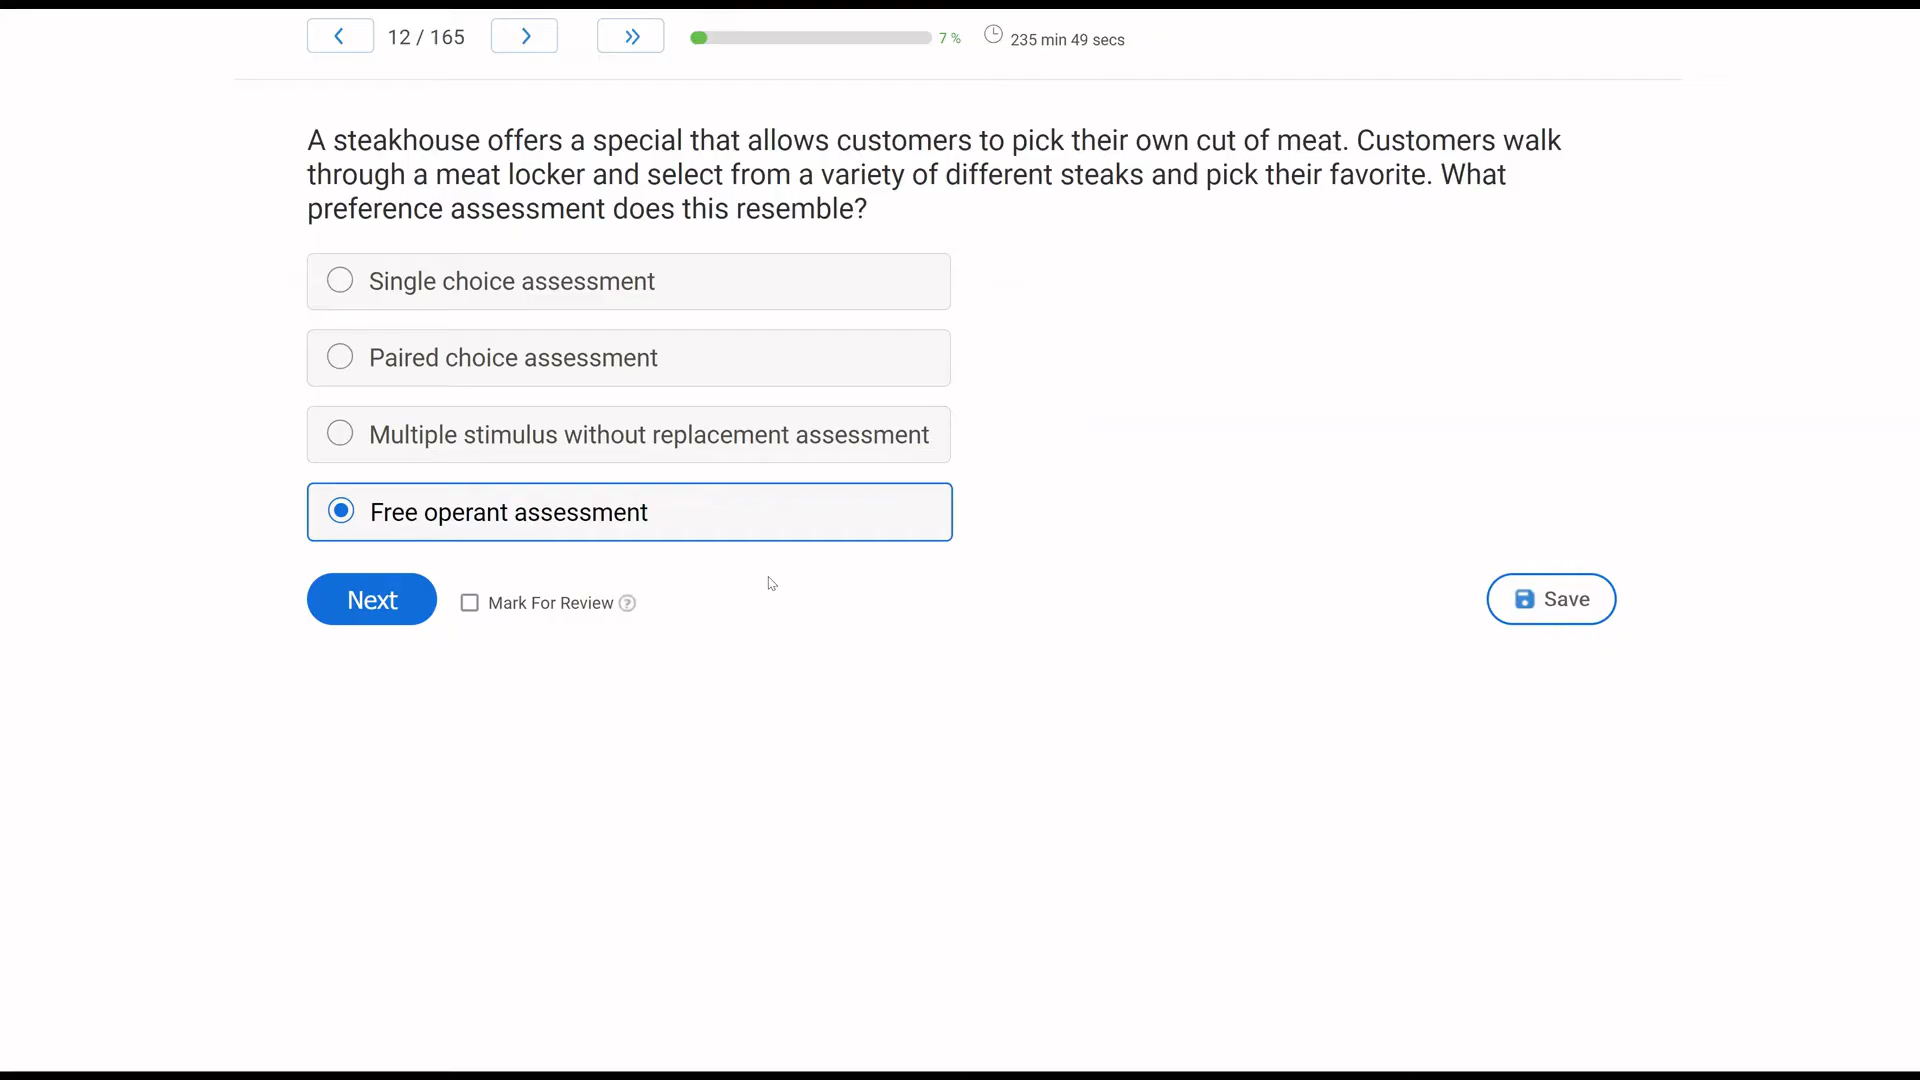 12 / 165
7 %
235 min 49 secs
A steakhouse offers a special that allows customers to pick their own cut of meat. Customers walk
through a meat locker and select from a variety of different steaks and pick their favorite. What
preference assessment does this resemble?
Single choice assessment
Paired choice assessment
Multiple stimulus without replacement assessment
Free operant assessment
Next
Mark For Review ?
Save